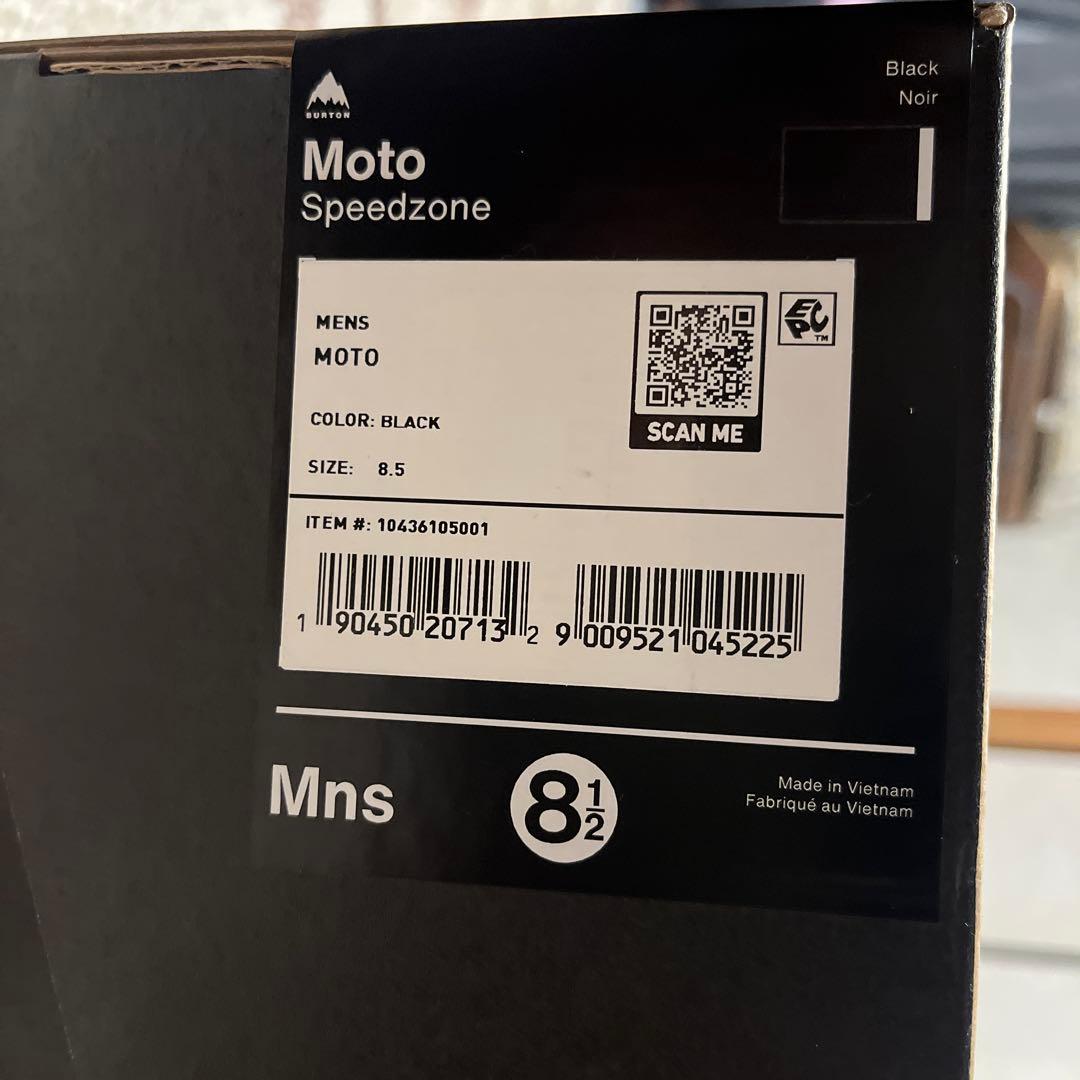 BURTON
Moto
Speedzone
Black
Noir
MENS
MOTO
COLOR: BLACK
SIZE: 8.5
SCAN ME
EPC™
ITEM #: 10436105001
1 90450 20713 2
9 009521 045225
Mns
8 1/2
Made in Vietnam
Fabriqué au Vietnam